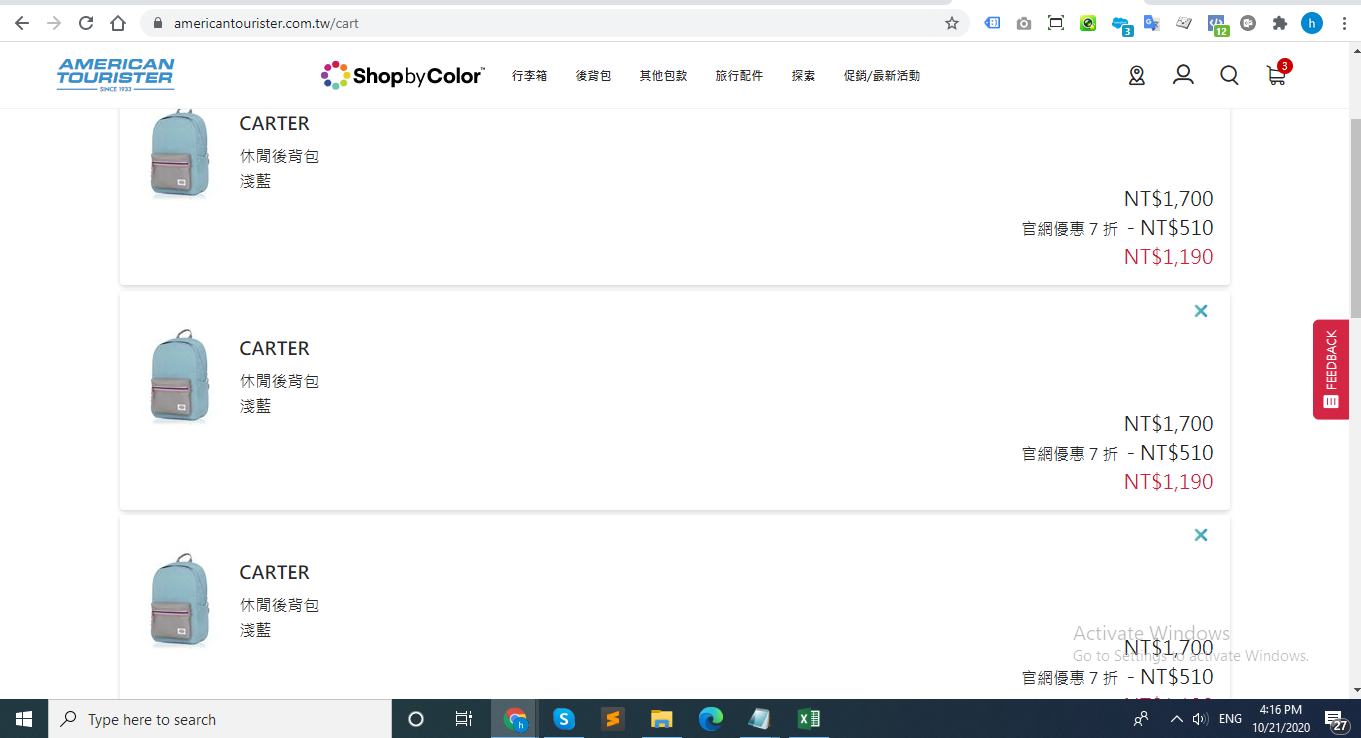 americantourister.com.tw/cart
3
12
h
AMERICAN
TOURISTER
SINCE 1933
ShopbyColor™
行李箱
後背包
其他包款
旅行配件
探索
促銷/最新活動
3
CARTER
休閒後背包
淺藍
NT$1,700
官網優惠 7 折 - NT$510
NT$1,190
CARTER
休閒後背包
淺藍
NT$1,700
官網優惠 7 折 - NT$510
NT$1,190
FEEDBACK
CARTER
休閒後背包
淺藍
Activate Windows
NT$1,700
Go to Settings to activate Windows.
官網優惠 7 折 - NT$510
Type here to search
h
S
ENG
4:16 PM
10/21/2020
27